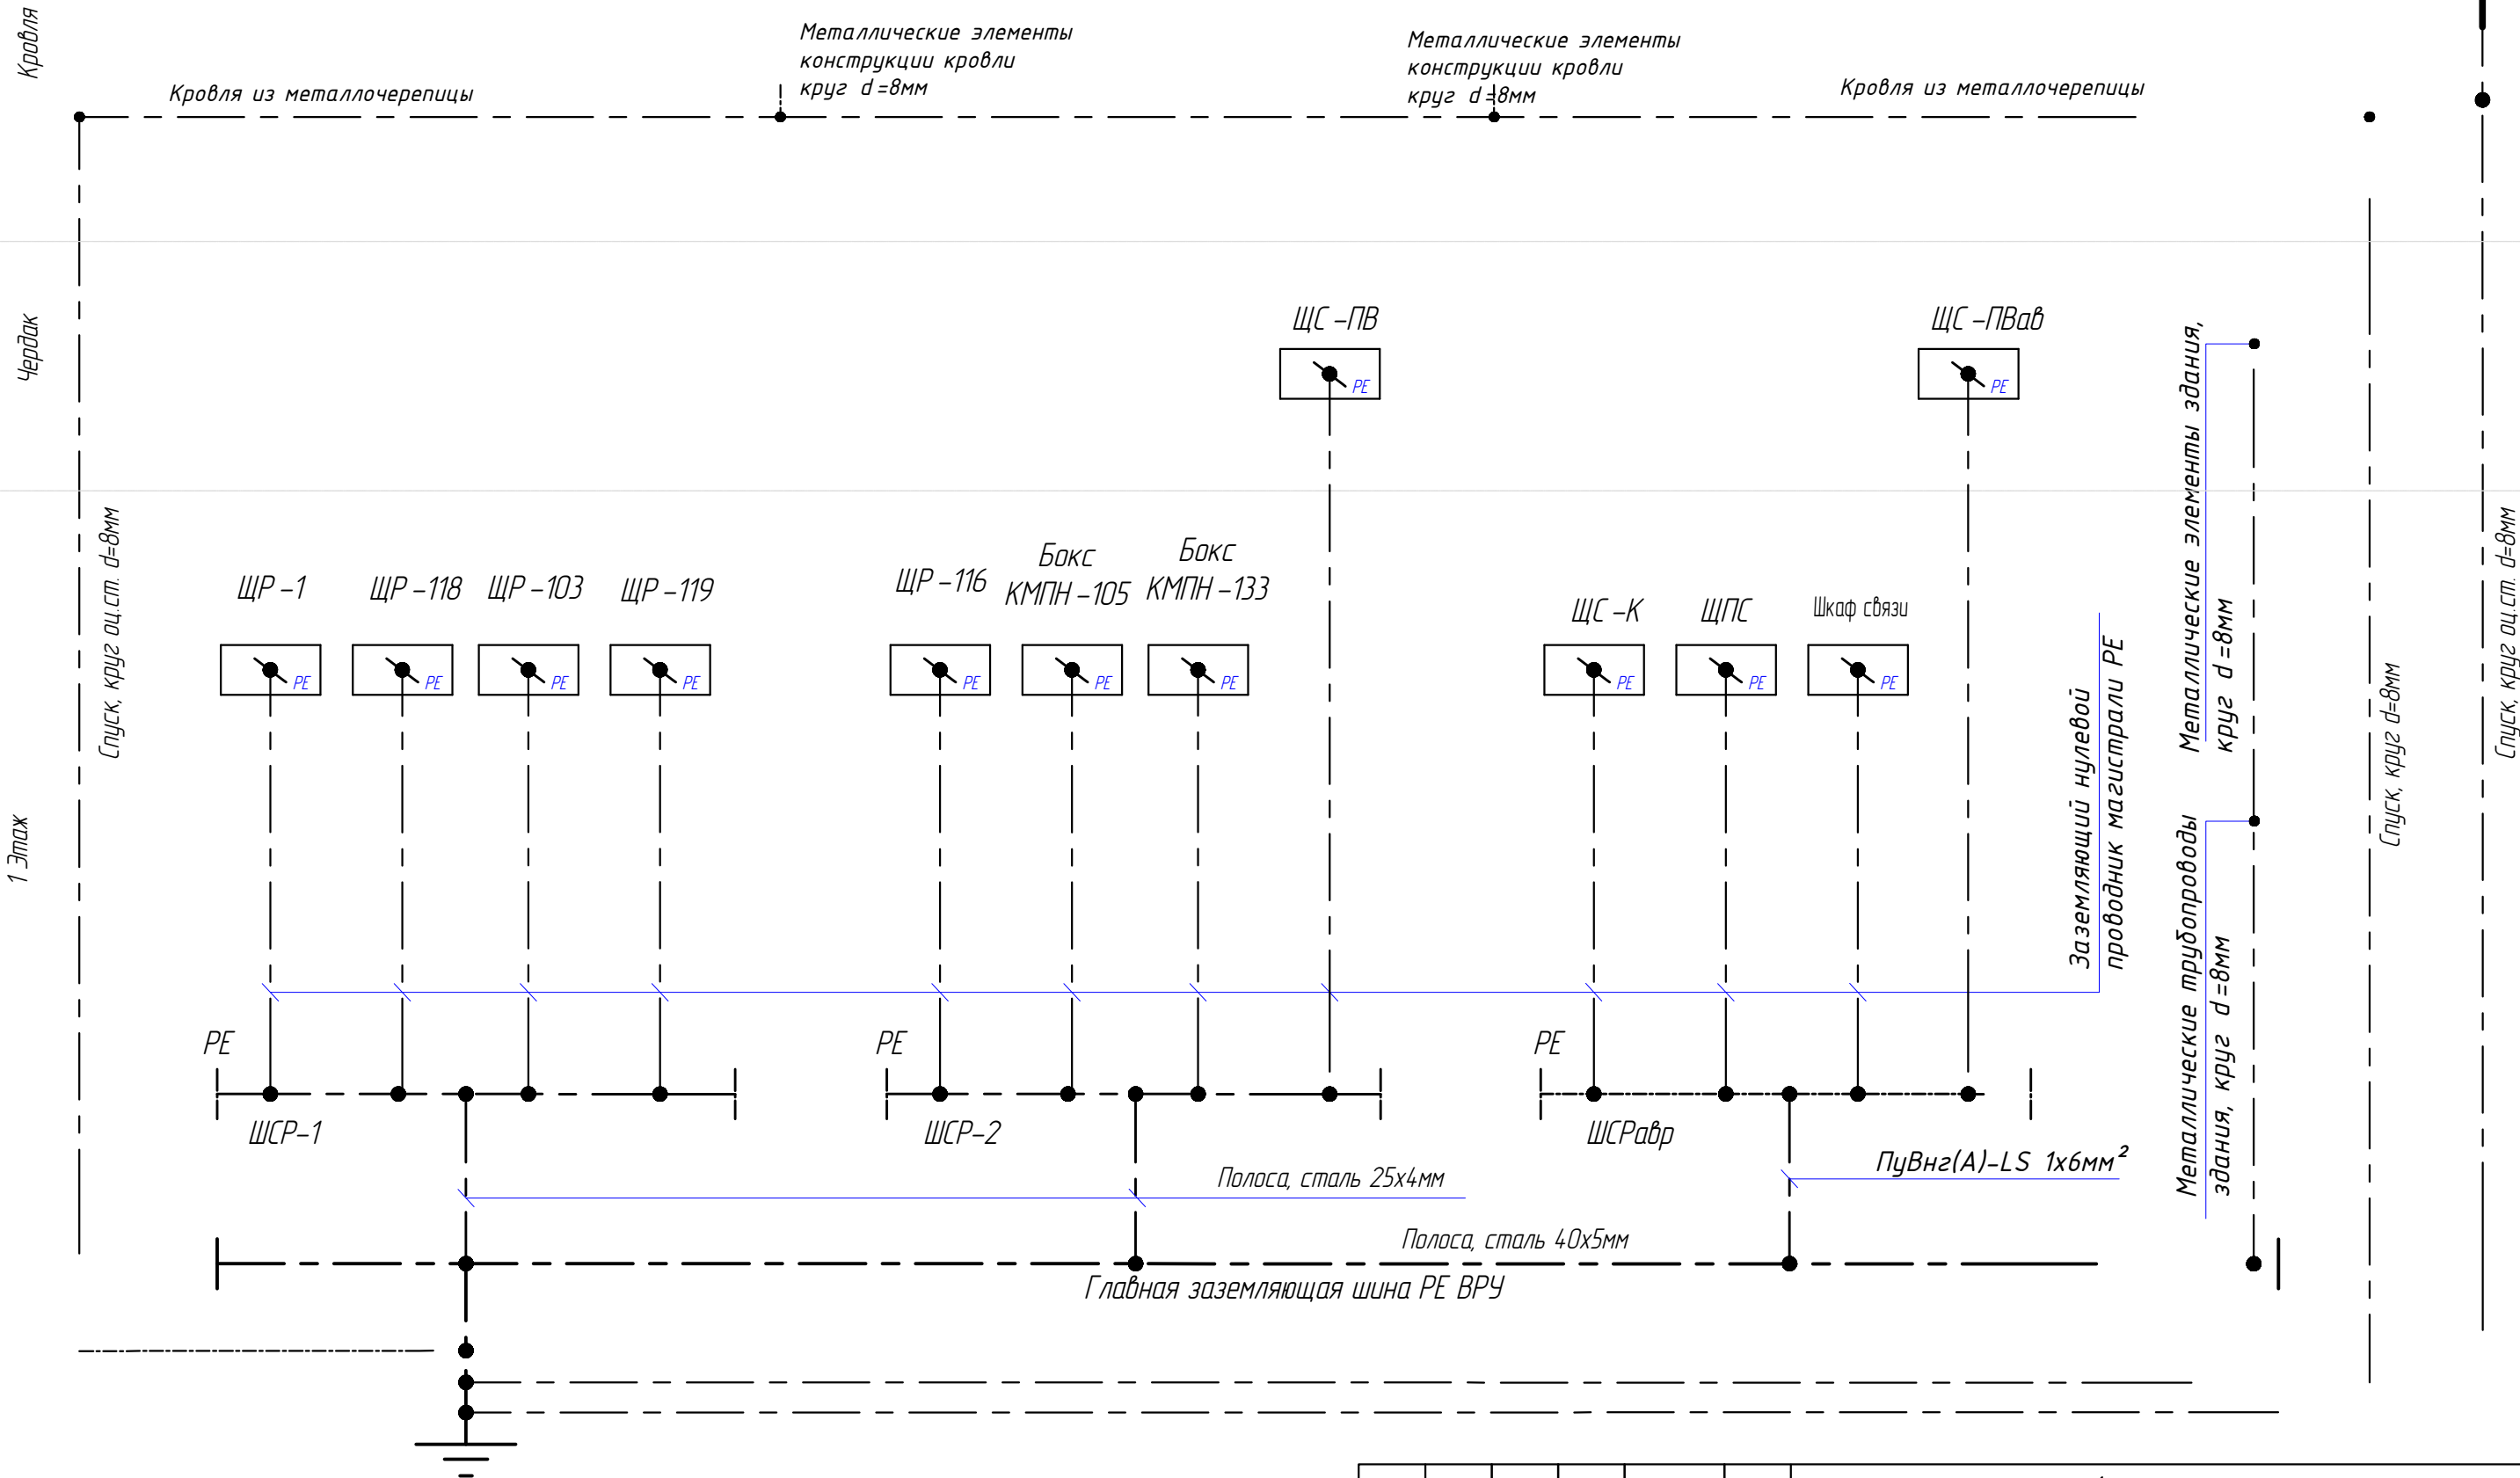 Кровля
Металлические элементы
конструкции кровли
круг d=8мм
Металлические элементы
конструкции кровли
круг d=8мм
Кровля из металлочерепицы
Кровля из металлочерепицы
Чердак
ЩС-ПВ
PE
ЩС-ПВав
PE
Металлические элементы здания,
круг d=8мм
1 Этаж
Спуск, круг оц.ст. d=8мм
ЩР-1
PE
ЩР-118
PE
ЩР-103
PE
ЩР-119
PE
ЩР-116
PE
Бокс
КМПН-105
PE
Бокс
КМПН-133
PE
ЩС-К
PE
ЩПС
PE
Шкаф связи
PE
Заземляющий нулевой
проводник магистрали PE
Металлические трубопроводы
здания, круг d=8мм
Спуск, круг d=8мм
Спуск, круг оц.ст. d=8мм
PE
ШСР-1
PE
ШСР-2
PE
ШСРавр
Полоса, сталь 25х4мм
ПуВнг(А)-LS 1х6мм²
Полоса, сталь 40х5мм
Главная заземляющая шина PE ВРУ